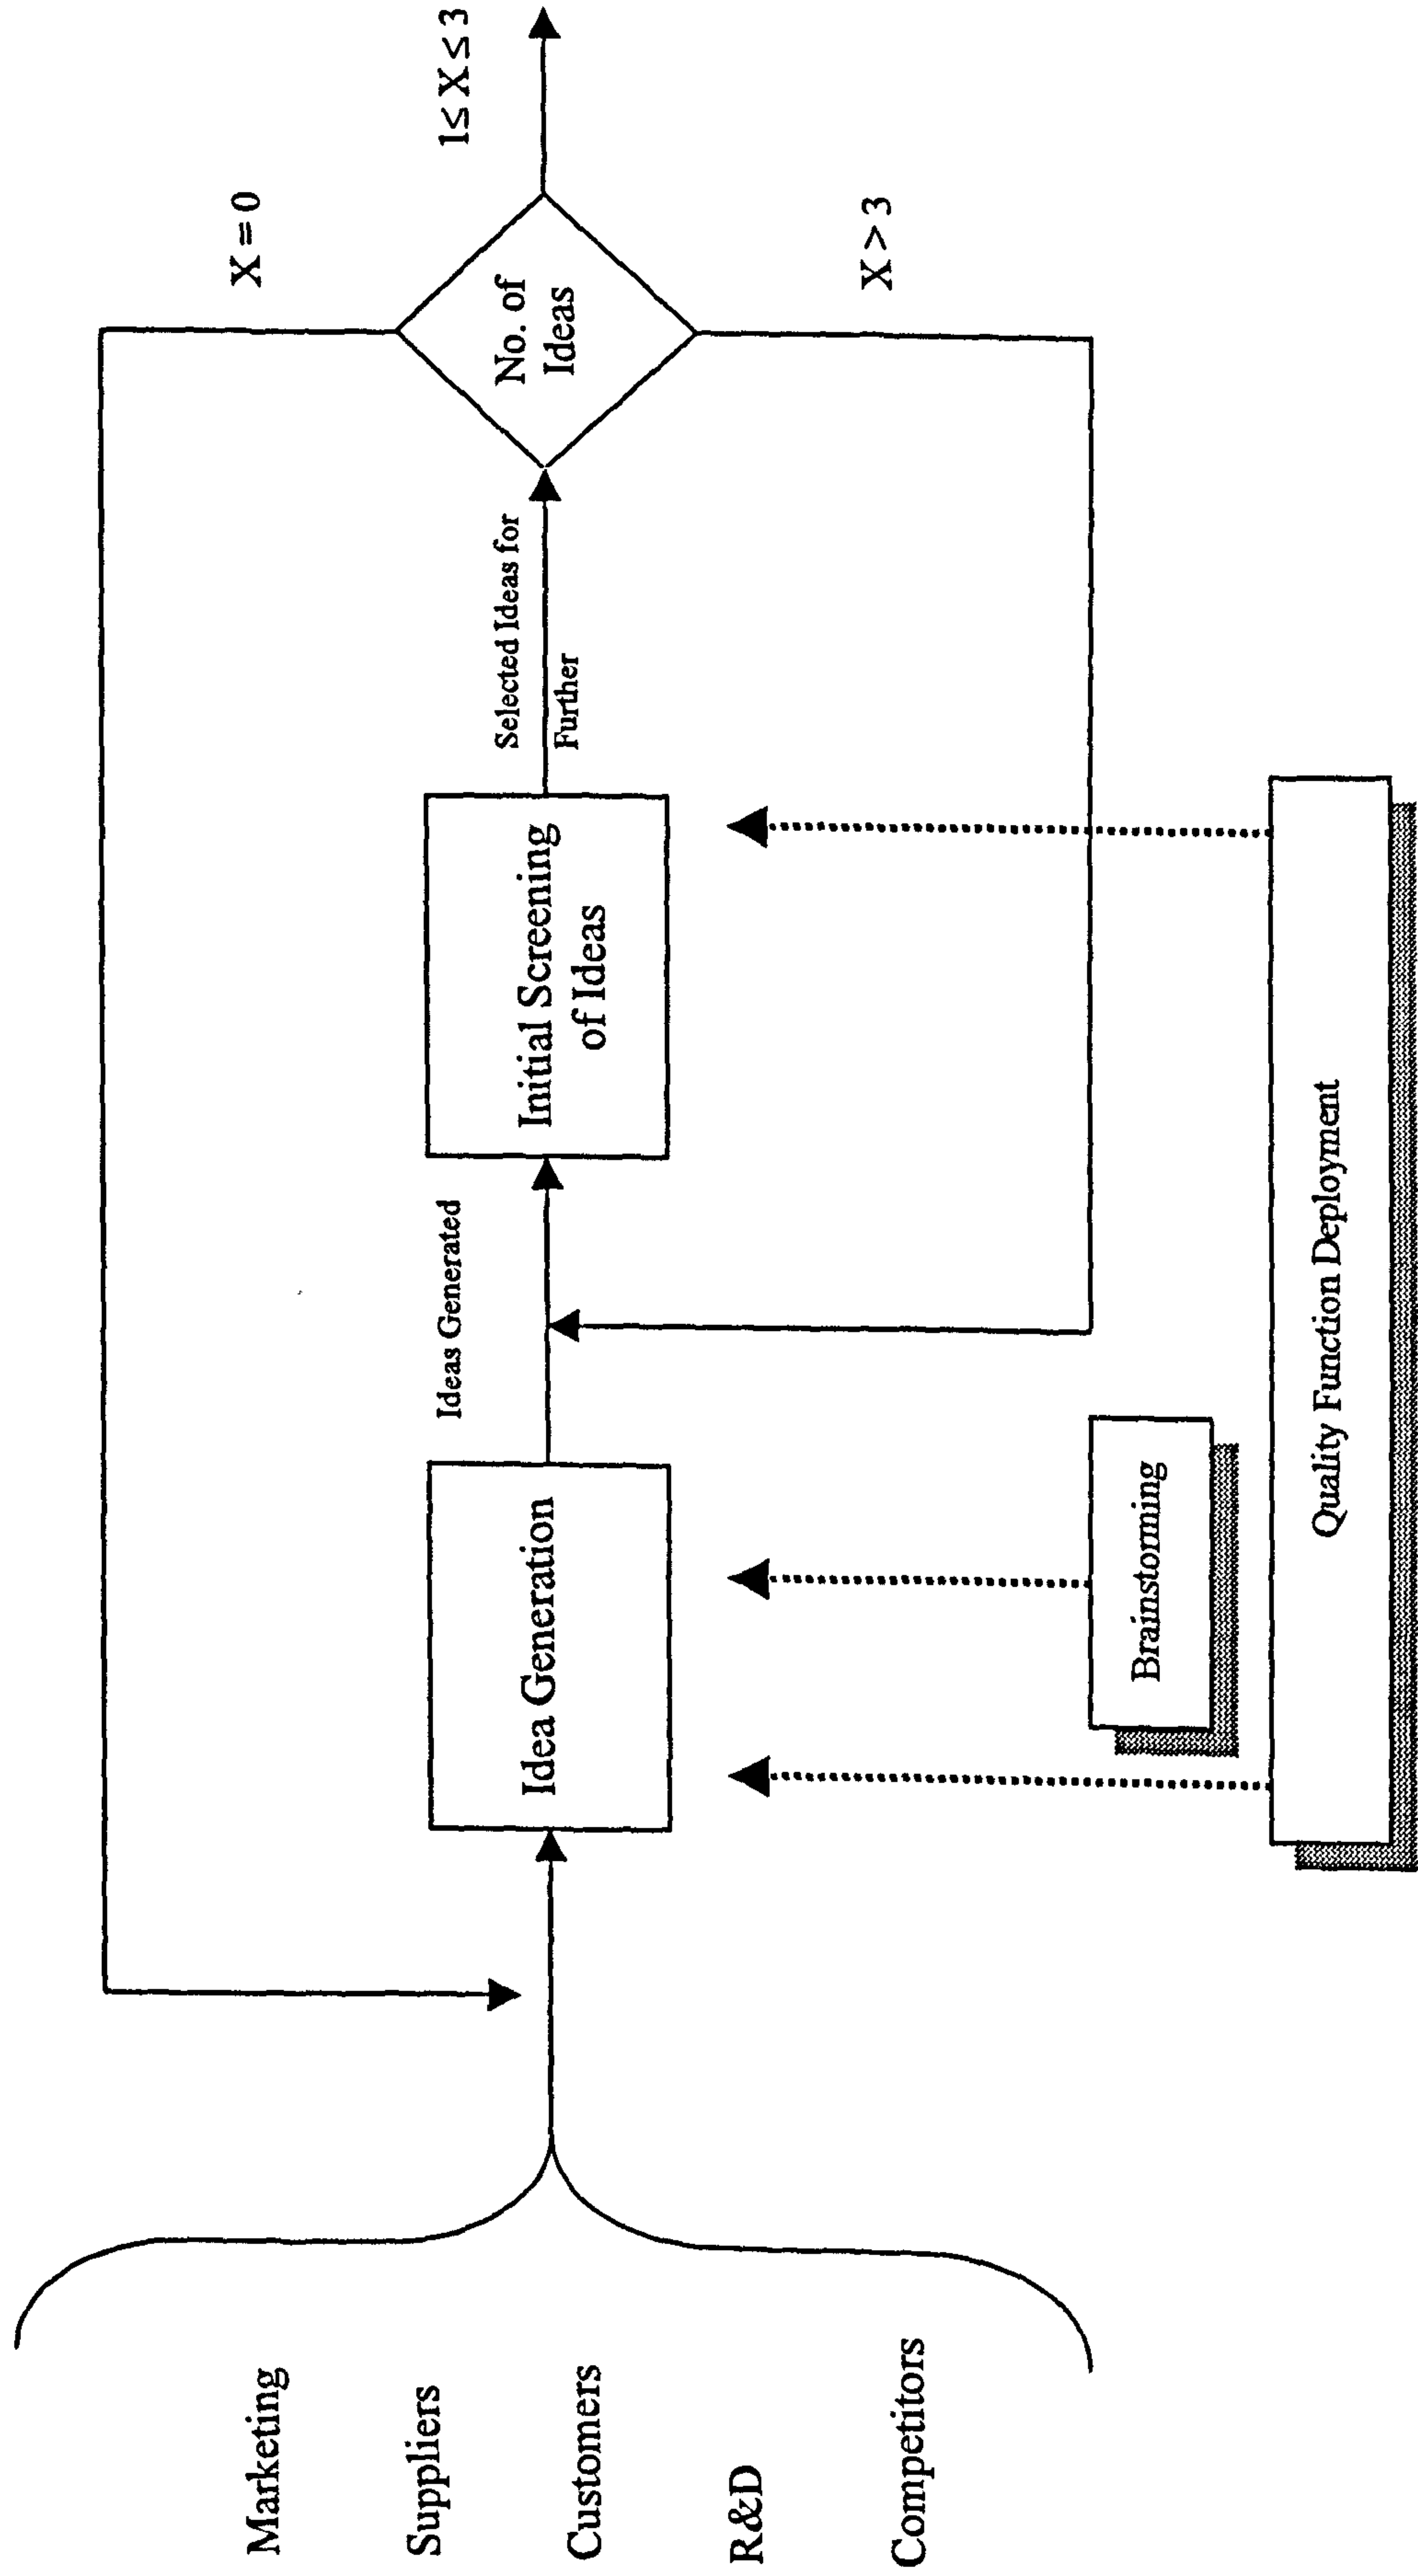 Marketing
Suppliers
Customers
R&D
Competitors
X = 0
1≤ X ≤ 3
X > 3
Idea Generation
Ideas Generated
Initial Screening
of Ideas
Selected Ideas for
Further
No. of
Ideas
Brainstorming
Quality Function Deployment